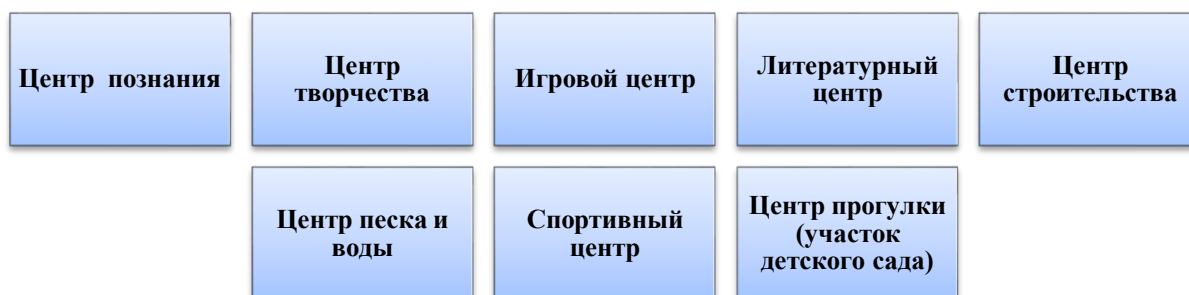 Центр познания
Центр
творчества
Игровой центр
Литературный
центр
Центр
строительства
Центр песка и
воды
Спортивный
центр
Центр прогулки
(участок
детского сада)